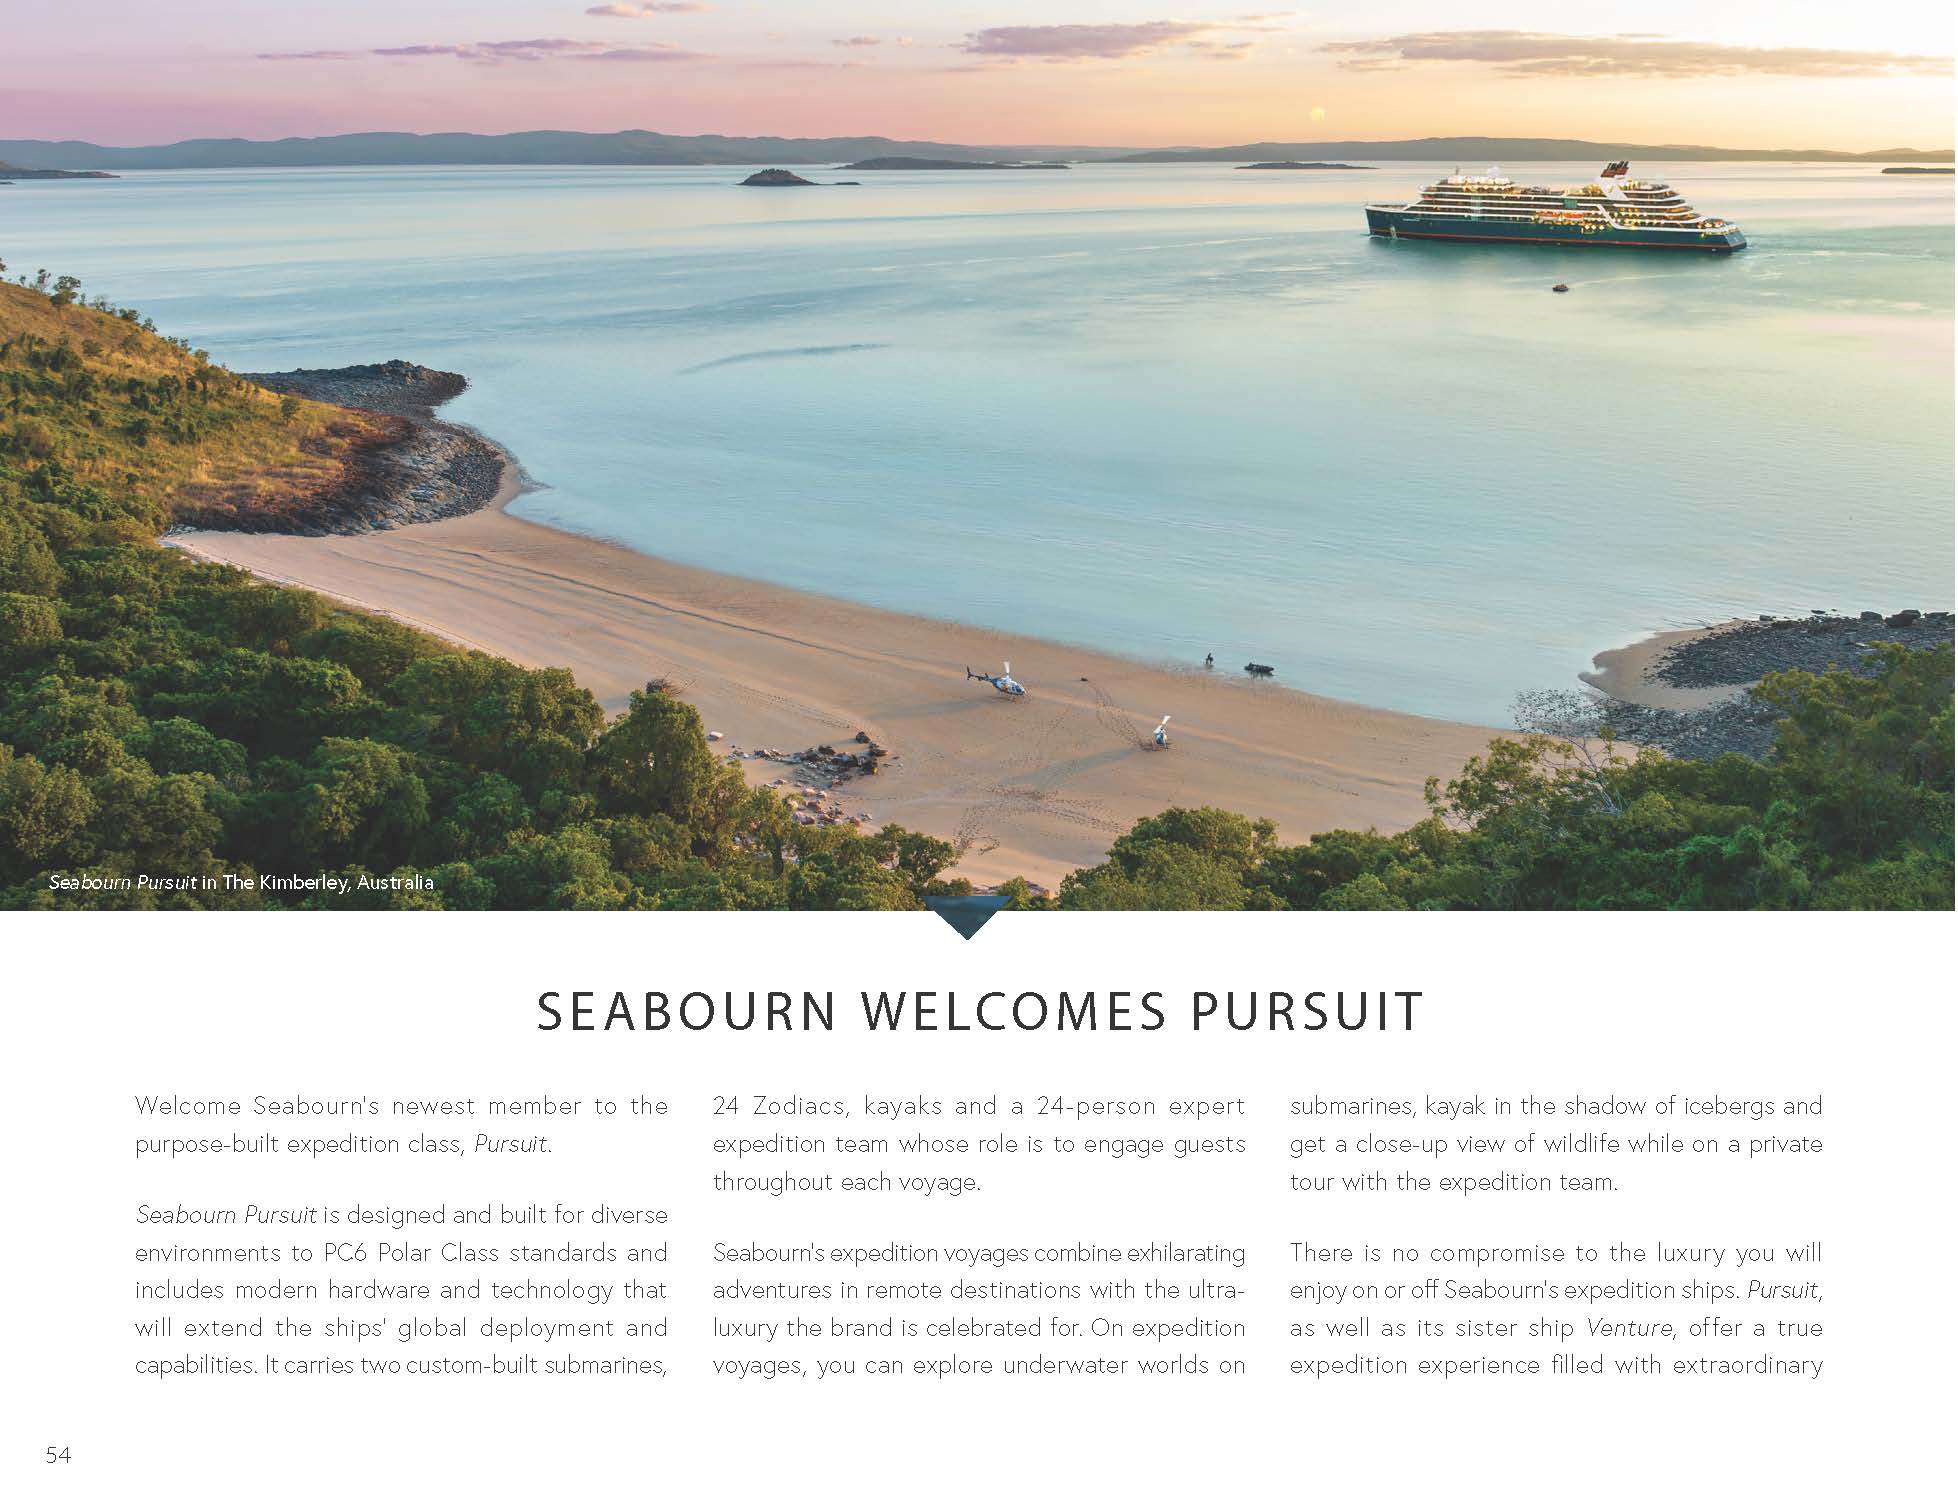 Seabourn Pursuit in The Kimberley, Australia
SEABOURN WELCOMES PURSUIT
Welcome Seabourn's newest member to the
purpose-built expedition class, Pursuit.
Seabourn Pursuit is designed and built for diverse
environments to PC6 Polar Class standards and
includes modern hardware and technology that
will extend the ships' global deployment and
capabilities. It carries two custom-built submarines,
24 Zodiacs, kayaks and a 24-person expert
expedition team whose role is to engage guests
throughout each voyage.
Seabourn's expedition voyages combine exhilarating
adventures in remote destinations with the ultra-
luxury the brand is celebrated for. On expedition
voyages, you can explore underwater worlds on
submarines, kayak in the shadow of icebergs and
get a close-up view of wildlife while on a private
tour with the expedition team.
There is no compromise to the luxury you will
enjoy on or off Seabourn's expedition ships. Pursuit,
as well as its sister ship Venture, offer a true
expedition experience filled with extraordinary
54